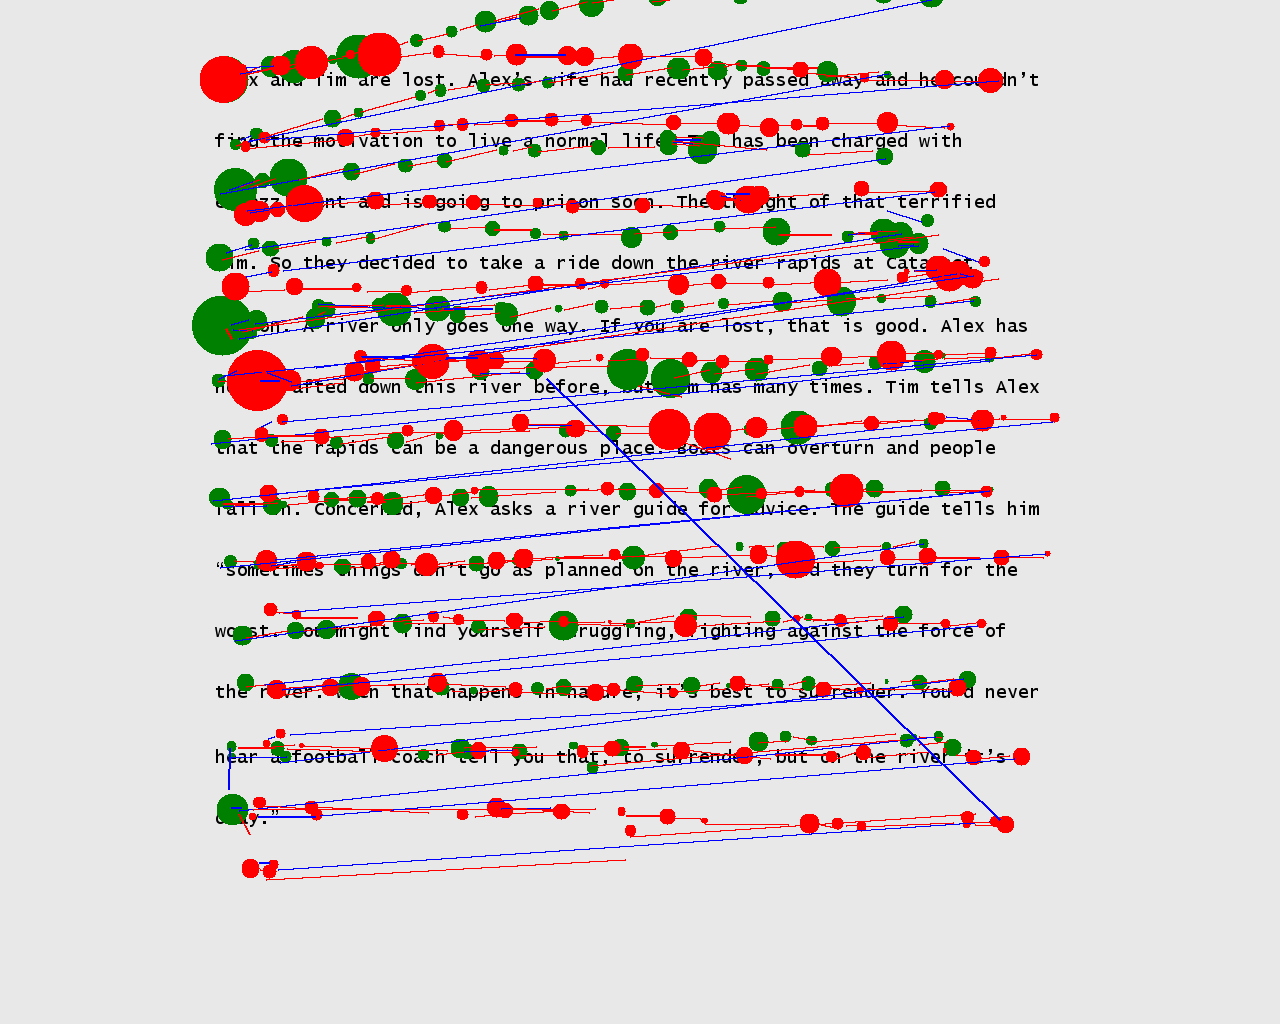 and Tim are lost. Alex's wife had recently passed away and he couldn't
find the motivation to live a normal life. Tim has been charged with
and is going to prison soon. The thought of that terrified
Tim. So they decided to take a ride down the river rapids at
A river only goes one way. If you are lost, that is good. Alex has
rafted down this river before, but Tim has many times. Tim tells Alex
that the rapids can be a dangerous place. Boats can overturn and people
fall in. Concerned, Alex asks a river guide for advice. The guide tells him
“sometimes things don't go as planned on the river, and they turn for the
worst. You might find yourself struggling, fighting against the force of
the river. When that happens in nature, it's best to surrender. You'd never
hear a football coach tell you that, to surrender, but on the river it's
okay.”